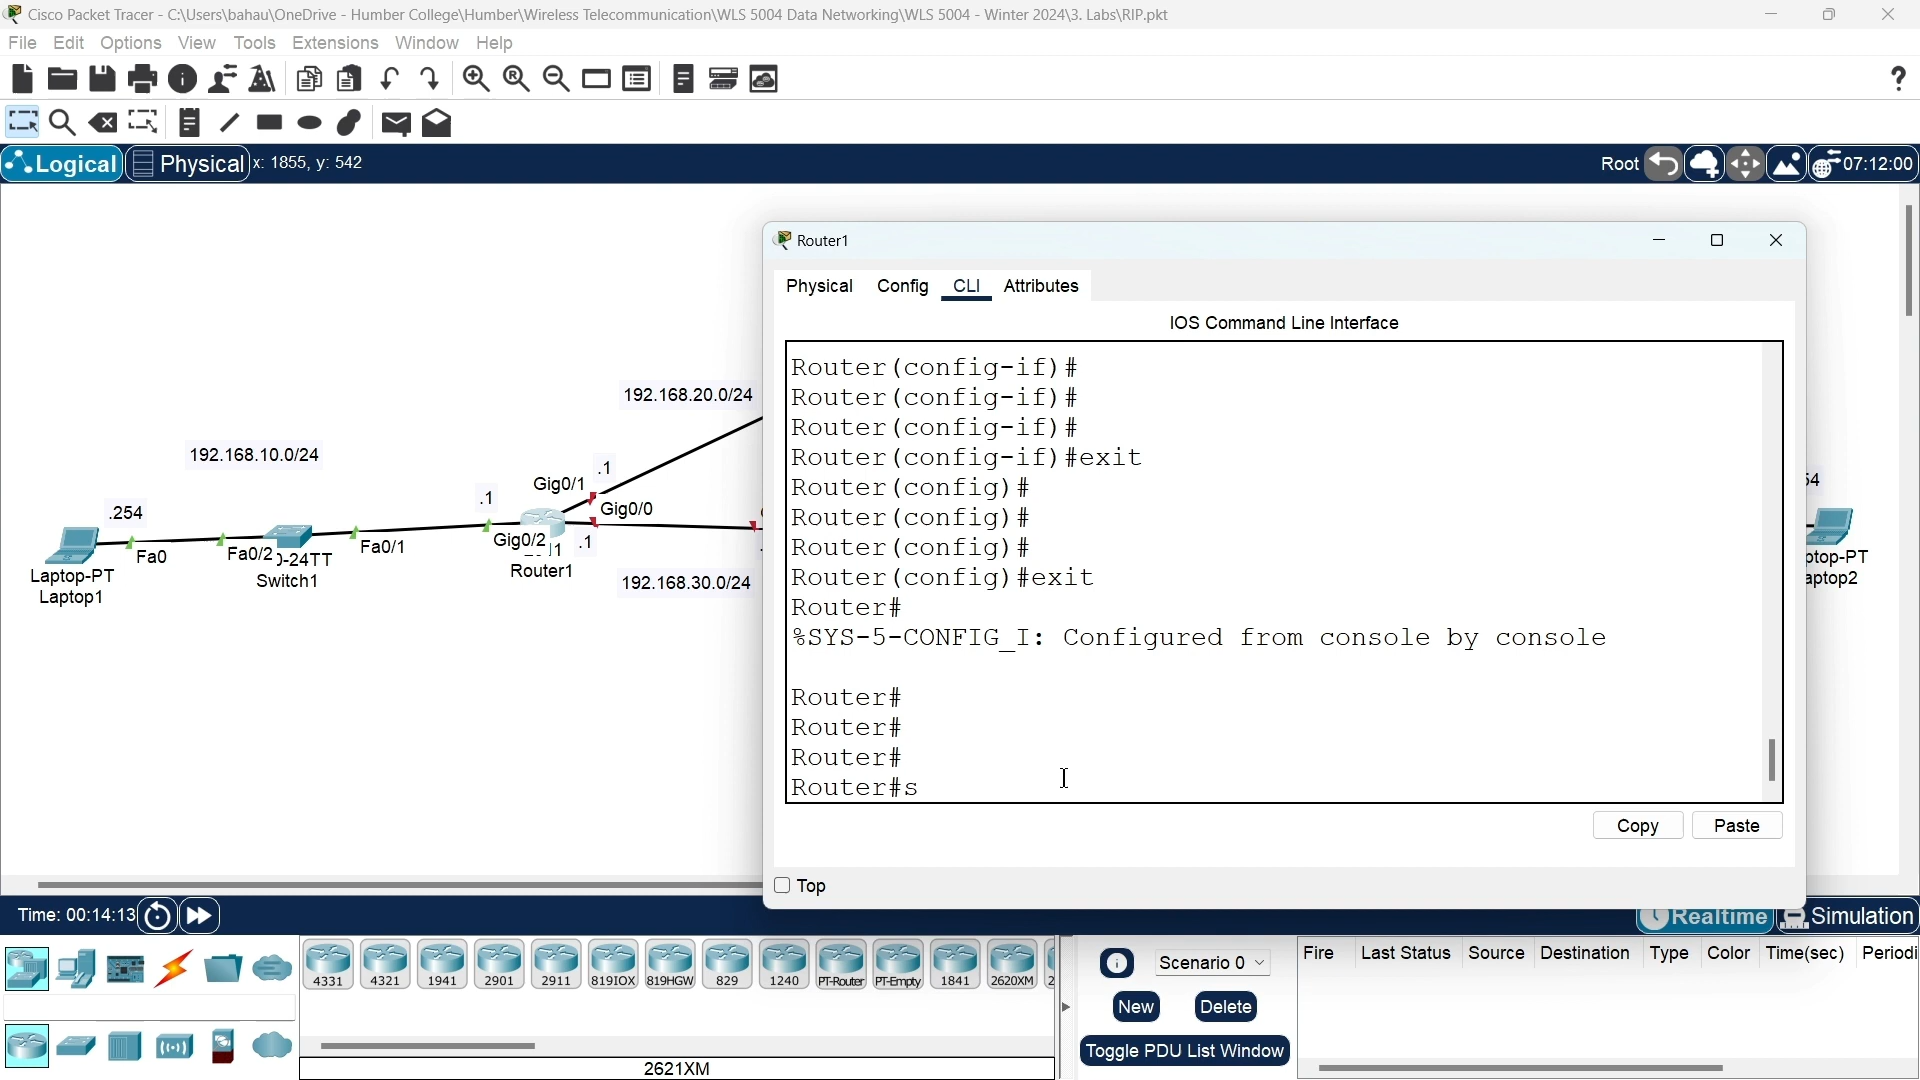 Cisco Packet Tracer - C:\Users\bahau\OneDrive - Humber College\Humber\Wireless Telecommunication\WLS 5004 Data Networking\WLS 5004 - Winter 2024\3. Labs\RIP.pkt
File Edit Options View Tools Extensions Window Help
Logical Physical x: 1855, y: 542 Root 07:12:00
Router1
Physical Config CLI Attributes
IOS Command Line Interface
Router(config-if)#
Router(config-if)#
Router(config-if)#
Router(config-if)#exit
Router(config)#
Router(config)#
Router(config)#
Router(config)#exit
Router#
%SYS-5-CONFIG_I: Configured from console by console
Router#
Router#
Router#
Router#s
Copy Paste
Top
192.168.20.0/24
192.168.10.0/24
.1
Gig0/1
.1
Gig0/0
.254
Fa0
Fa0/2
Fa0/1
Gig0/2
.1
Laptop-PT
Laptop1
-24TT
Switch1
Router1
192.168.30.0/24
54
ptop-PT
aptop2
Time: 00:14:13 Realtime Simulation
4331 4321 1941 2901 2911 819IOX 819HGW 829 1240 PT-Router PT-Empty 1841 2620XM 2
2621XM
Scenario 0
New Delete
Toggle PDU List Window
Fire Last Status Source Destination Type Color Time(sec) Periodi